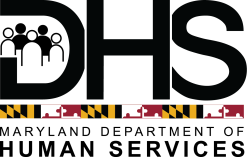 DHS
MARYLAND DEPARTMENT OF
HUMAN SERVICES